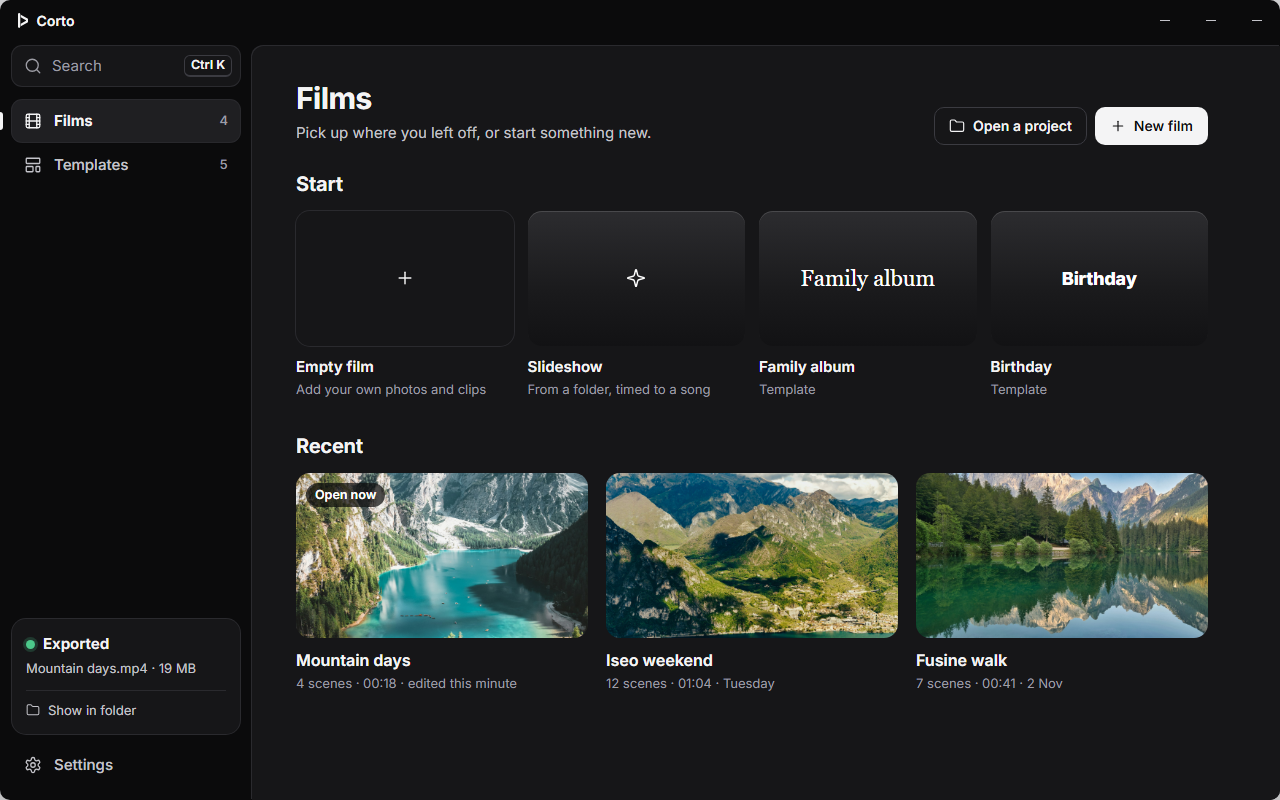 Corto
Search
Ctrl K
Films
4
Templates
5
Films
Pick up where you left off, or start something new.
Open a project
New film
Start
Family album
Birthday
Empty film
Add your own photos and clips
Slideshow
From a folder, timed to a song
Family album
Template
Birthday
Template
Recent
Open now
Mountain days
4 scenes · 00:18 · edited this minute
Iseo weekend
12 scenes · 01:04 · Tuesday
Fusine walk
7 scenes · 00:41 · 2 Nov
Exported
Mountain days.mp4 · 19 MB
Show in folder
Settings